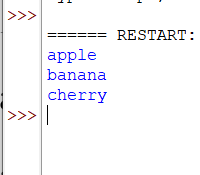 >>>
====== RESTART:
apple
banana
cherry
>>>